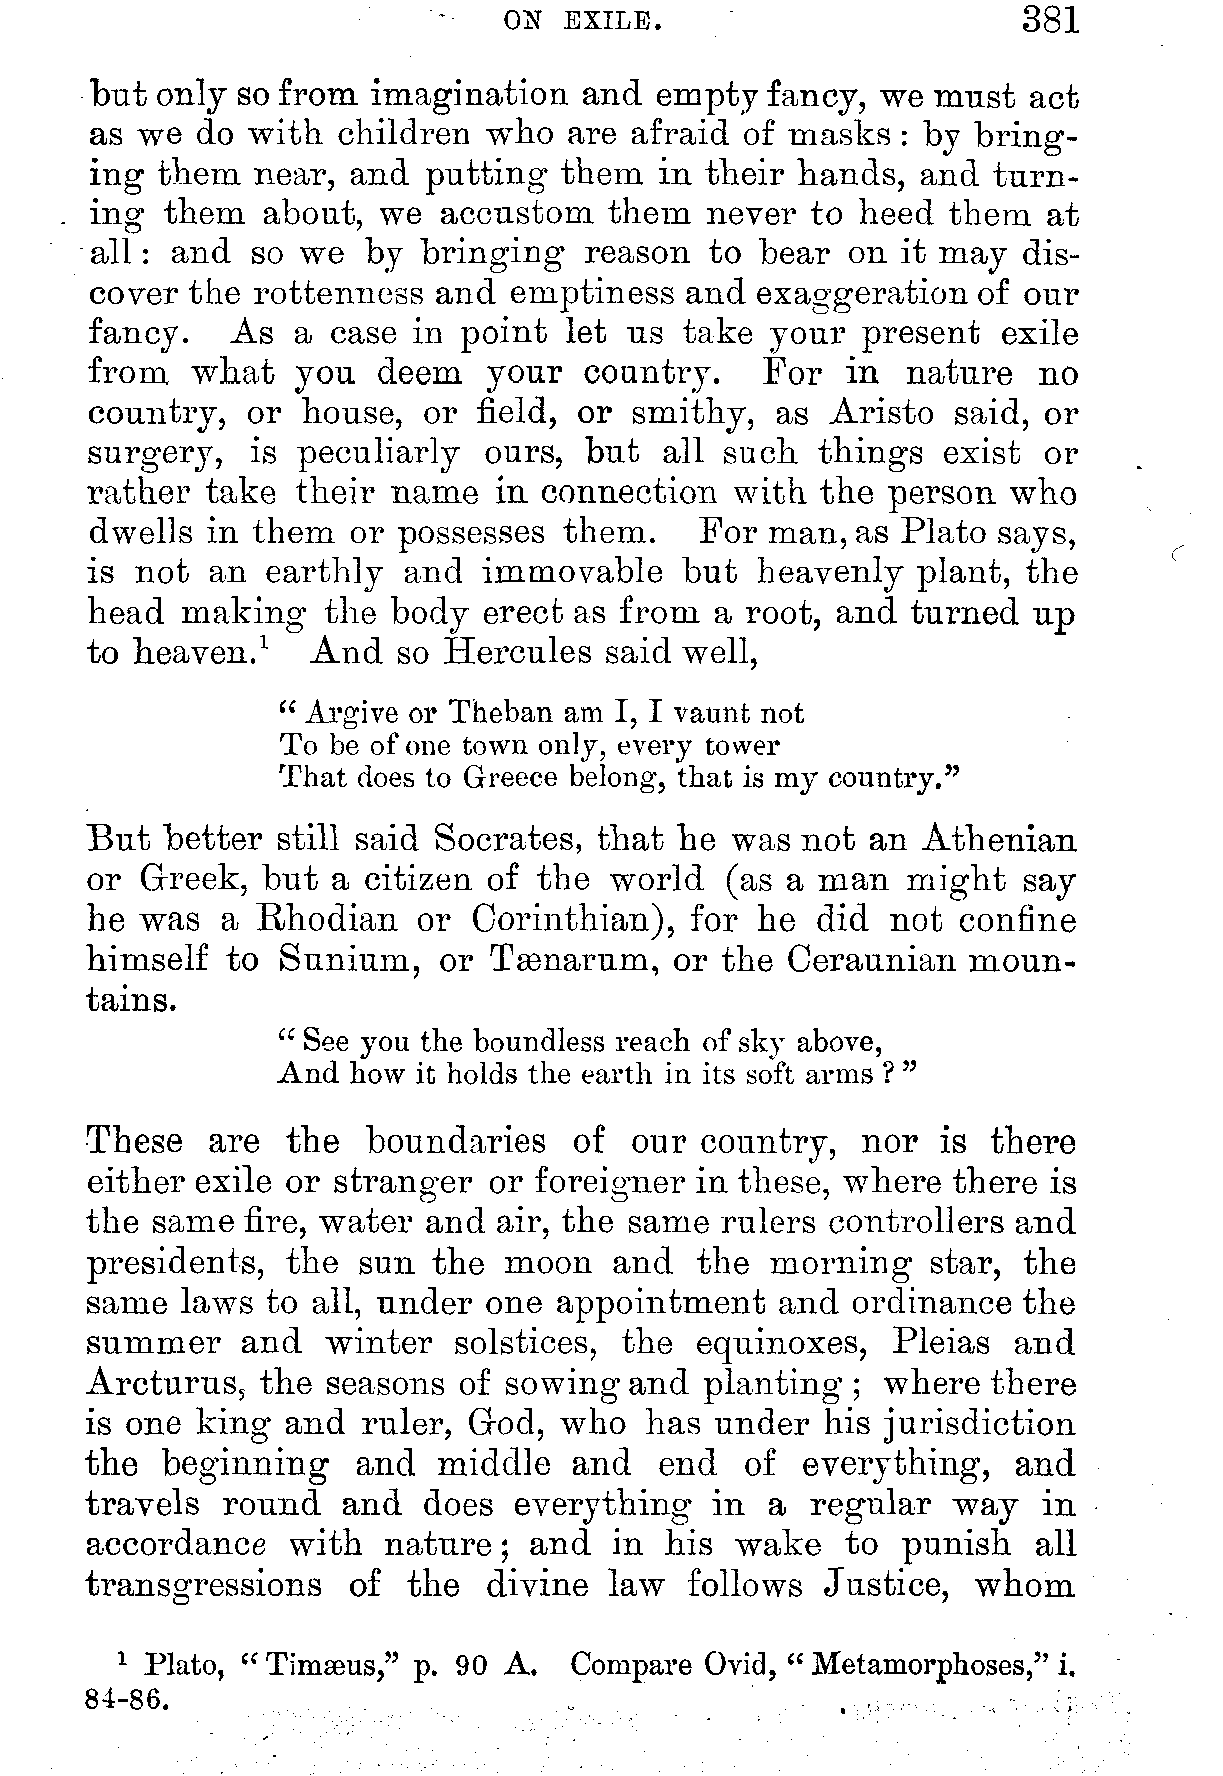 ON EXILE. 381
but only so from imagination and empty fancy, we must act
as we do with children who are afraid of masks: by bring-
ing them near, and putting them in their hands, and turn-
ing them about, we accustom them never to heed them at
all: and so we by bringing reason to bear on it may dis-
cover the rottenness and emptiness and exaggeration of our
fancy. As a case in point let us take your present exile
from what you deem your country. For in nature no
country, or house, or field, or smithy, as Aristo said, or
surgery, is peculiarly ours, but all such things exist or
rather take their name in connection with the person who
dwells in them or possesses them. For man, as Plato says,
is not an earthly and immovable but heavenly plant, the
head making the body erect as from a root, and turned up
to heaven.¹ And so Hercules said well,
“Argive or Theban am I, I vaunt not
To be of one town only, every tower
That does to Greece belong, that is my country.”
But better still said Socrates, that he was not an Athenian
or Greek, but a citizen of the world (as a man might say
he was a Rhodian or Corinthian), for he did not confine
himself to Sunium, or Tænarum, or the Ceraunian moun-
tains.
“See you the boundless reach of sky above,
And how it holds the earth in its soft arms?”
These are the boundaries of our country, nor is there
either exile or stranger or foreigner in these, where there is
the same fire, water and air, the same rulers controllers and
presidents, the sun the moon and the morning star, the
same laws to all, under one appointment and ordinance the
summer and winter solstices, the equinoxes, Pleias and
Arcturus, the seasons of sowing and planting; where there
is one king and ruler, God, who has under his jurisdiction
the beginning and middle and end of everything, and
travels round and does everything in a regular way in
accordance with nature; and in his wake to punish all
transgressions of the divine law follows Justice, whom
¹ Plato, “Timæus,” p. 90 A. Compare Ovid, “Metamorphoses,” i.
84-86.